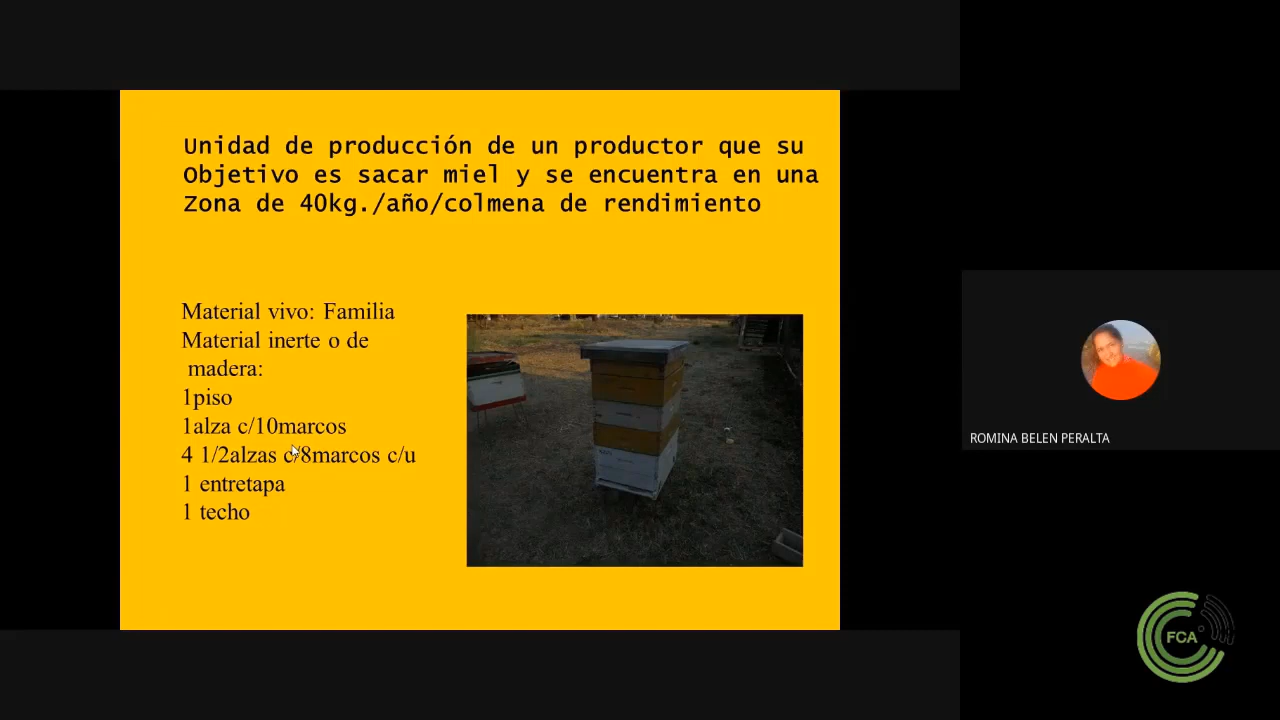 Unidad de producción de un productor que su
Objetivo es sacar miel y se encuentra en una
Zona de 40kg./año/colmena de rendimiento
Material vivo: Familia
Material inerte o de
madera:
1piso
1alza c/10marcos
4 1/2alzas c/8marcos c/u
1 entretapa
1 techo
ROMINA BELEN PERALTA
FCA